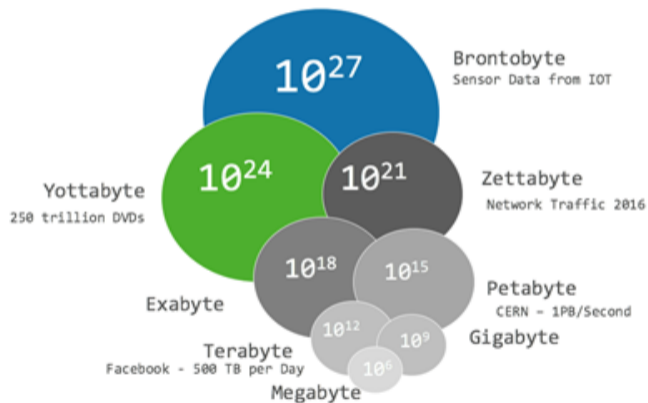 10²⁷
Brontobyte
Sensor Data from IOT
10²⁴
10²¹
Yottabyte
250 trillion DVDs
Zettabyte
Network Traffic 2016
10¹⁸
10¹⁵
Exabyte
Petabyte
CERN – 1PB/Second
10¹²
10⁹
Gigabyte
Terabyte
Facebook - 500 TB per Day
10⁶
Megabyte